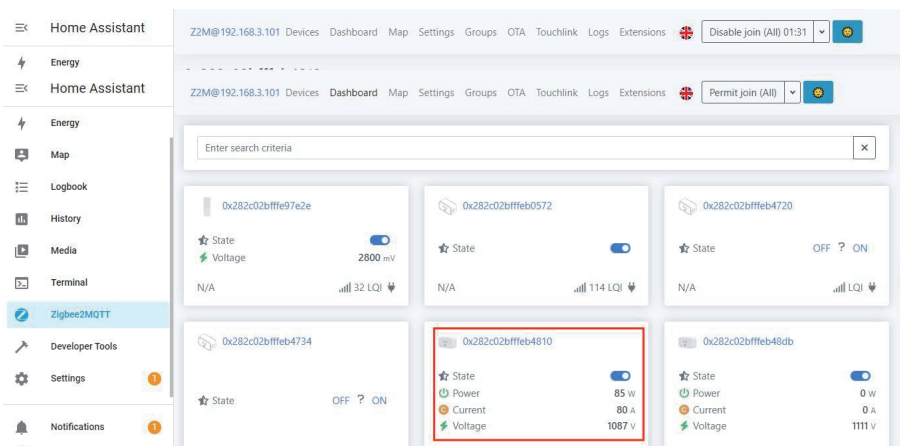 Home Assistant
Z2M@192.168.3.101 Devices Dashboard Map Settings Groups OTA Touchlink Logs Extensions Disable join (All) 01:31
Energy
Home Assistant
Z2M@192.168.3.101 Devices Dashboard Map Settings Groups OTA Touchlink Logs Extensions Permit join (All)
Energy
Map
Logbook
History
Media
Terminal
Zigbee2MQTT
Developer Tools
Settings 1
Notifications 1
Enter search criteria ×
0x282c02bfffe97e2e
State
Voltage 2800 mV
N/A 32 LQI
0x282c02bfffeb0572
State
N/A 114 LQI
0x282c02bfffeb4720
State OFF ? ON
N/A LQI
0x282c02bfffeb4734
State OFF ? ON
0x282c02bfffeb4810
State
Power 85 W
Current 80 A
Voltage 1087 V
0x282c02bfffeb48db
State
Power 0 W
Current 0 A
Voltage 1111 V